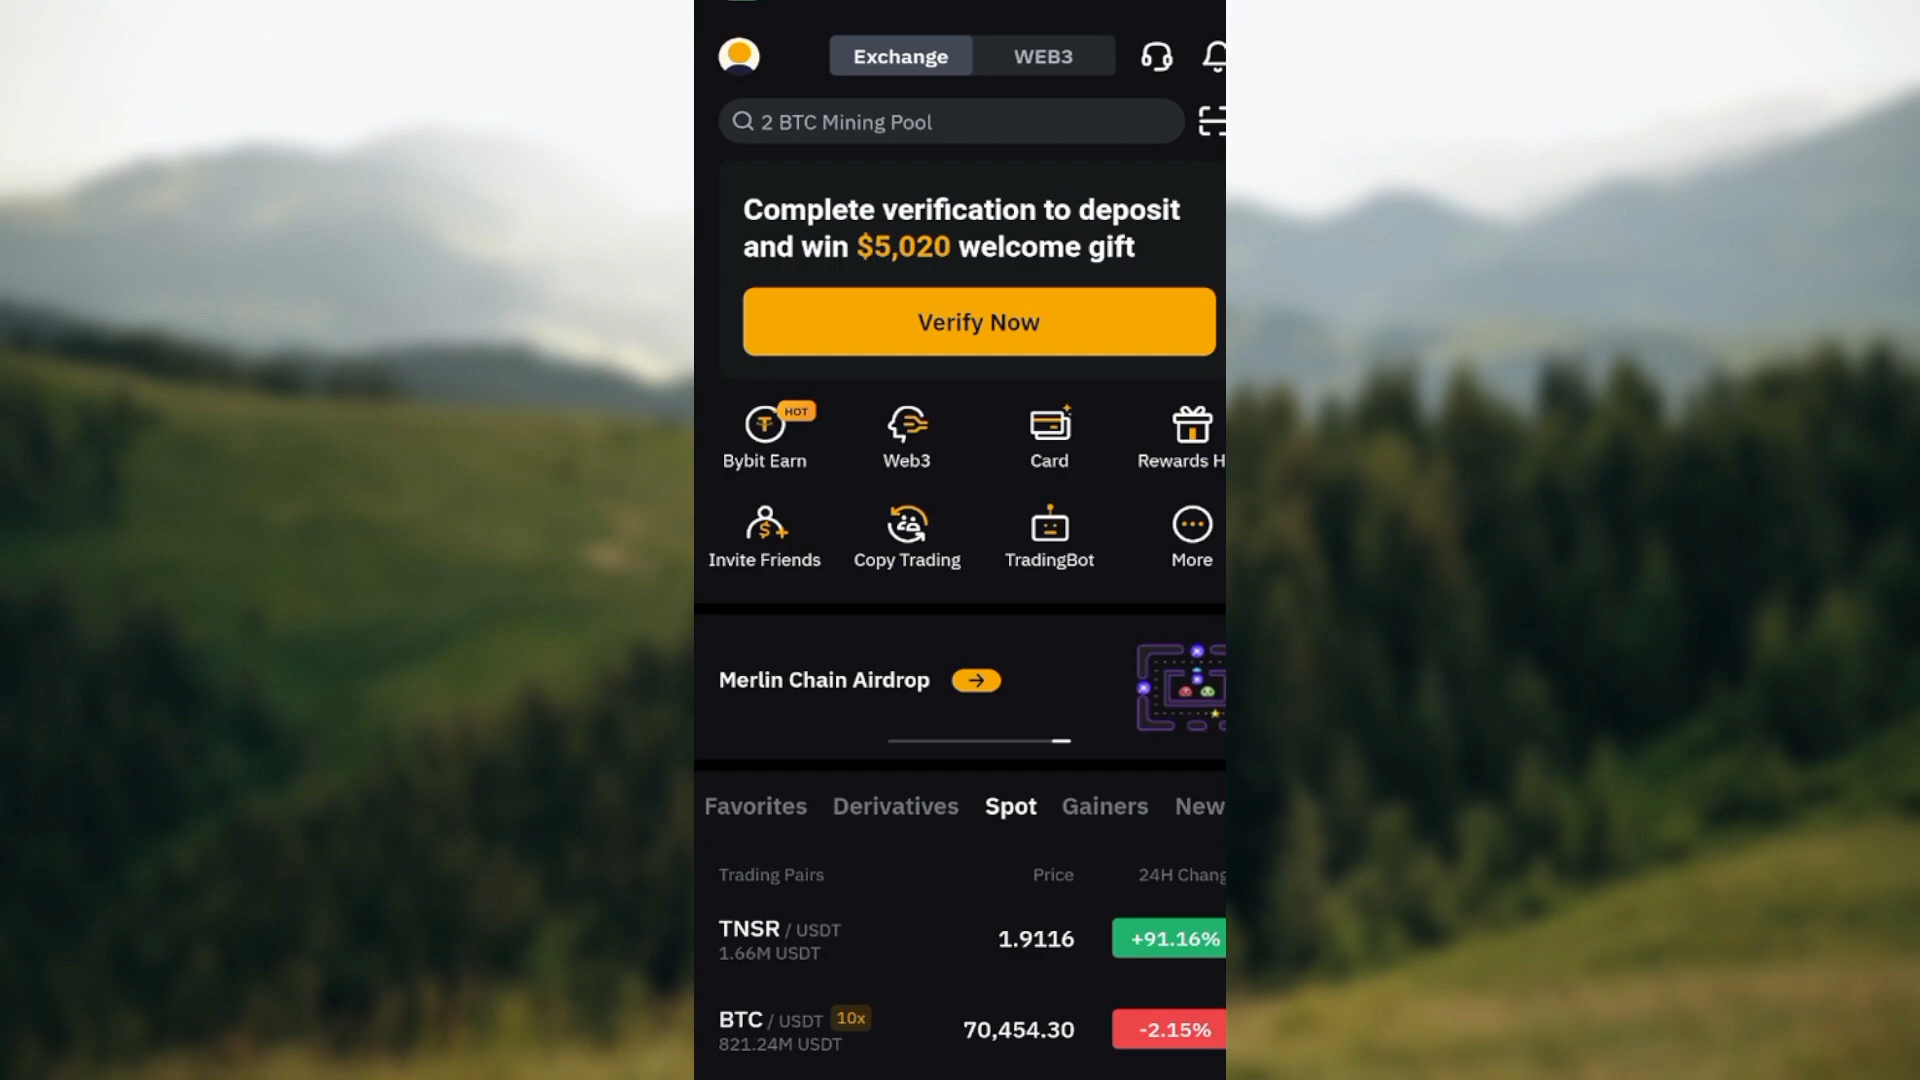 Exchange WEB3
2 BTC Mining Pool
Complete verification to deposit
and win $5,020 welcome gift
Verify Now
HOT
Bybit Earn Web3 Card Rewards H
Invite Friends Copy Trading TradingBot More
Merlin Chain Airdrop
Favorites Derivatives Spot Gainers New
Trading Pairs Price 24H Chang
TNSR / USDT 1.9116 +91.16%
1.66M USDT
BTC / USDT 10x 70,454.30 -2.15%
821.24M USDT